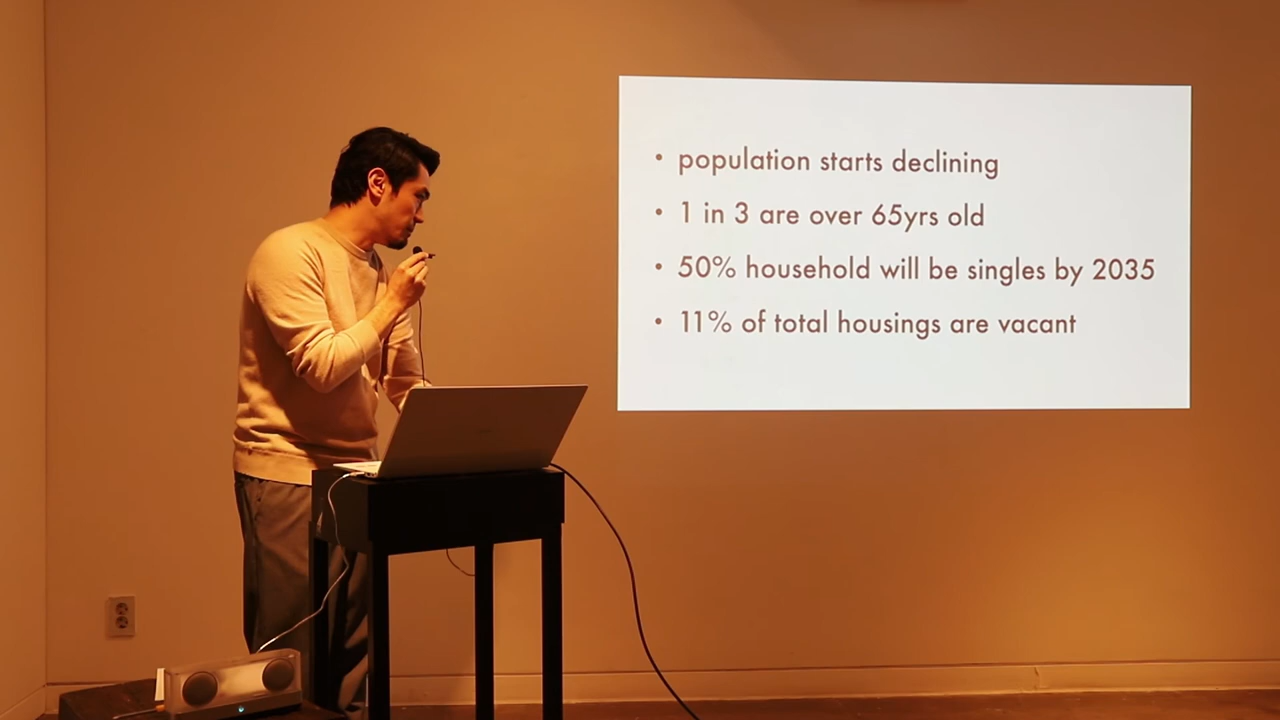 • population starts declining
• 1 in 3 are over 65yrs old
• 50% household will be singles by 2035
• 11% of total housings are vacant